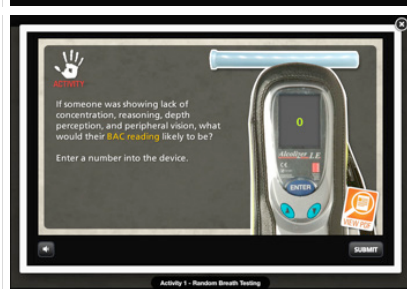 ACTIVITY
If someone was showing lack of
concentration, reasoning, depth
perception, and peripheral vision, what
would their BAC reading likely to be?
Enter a number into the device.
0
Alcolizer LE
ENTER
VIEW PDF
SUBMIT
Activity 1 - Random Breath Testing